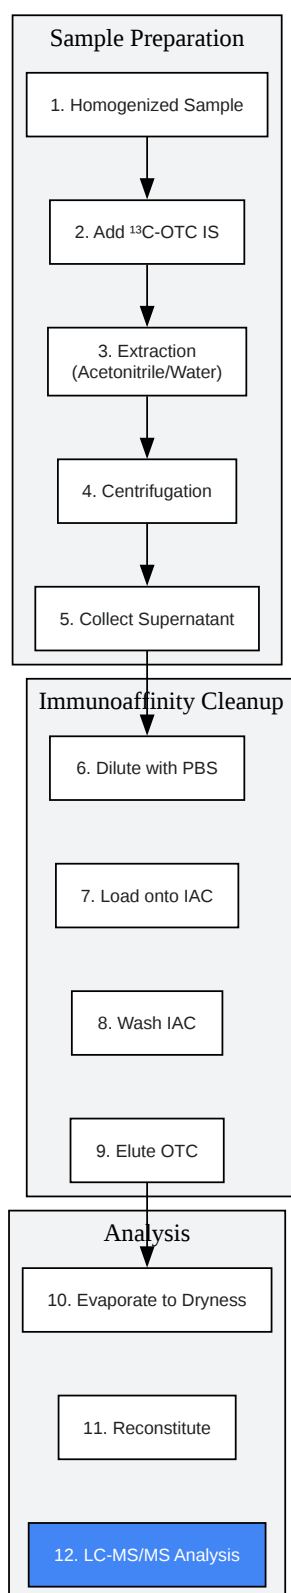 Sample Preparation
1. Homogenized Sample
2. Add ¹³C-OTC IS
3. Extraction
(Acetonitrile/Water)
4. Centrifugation
5. Collect Supernatant
Immunoaffinity Cleanup
6. Dilute with PBS
7. Load onto IAC
8. Wash IAC
9. Elute OTC
Analysis
10. Evaporate to Dryness
11. Reconstitute
12. LC-MS/MS Analysis